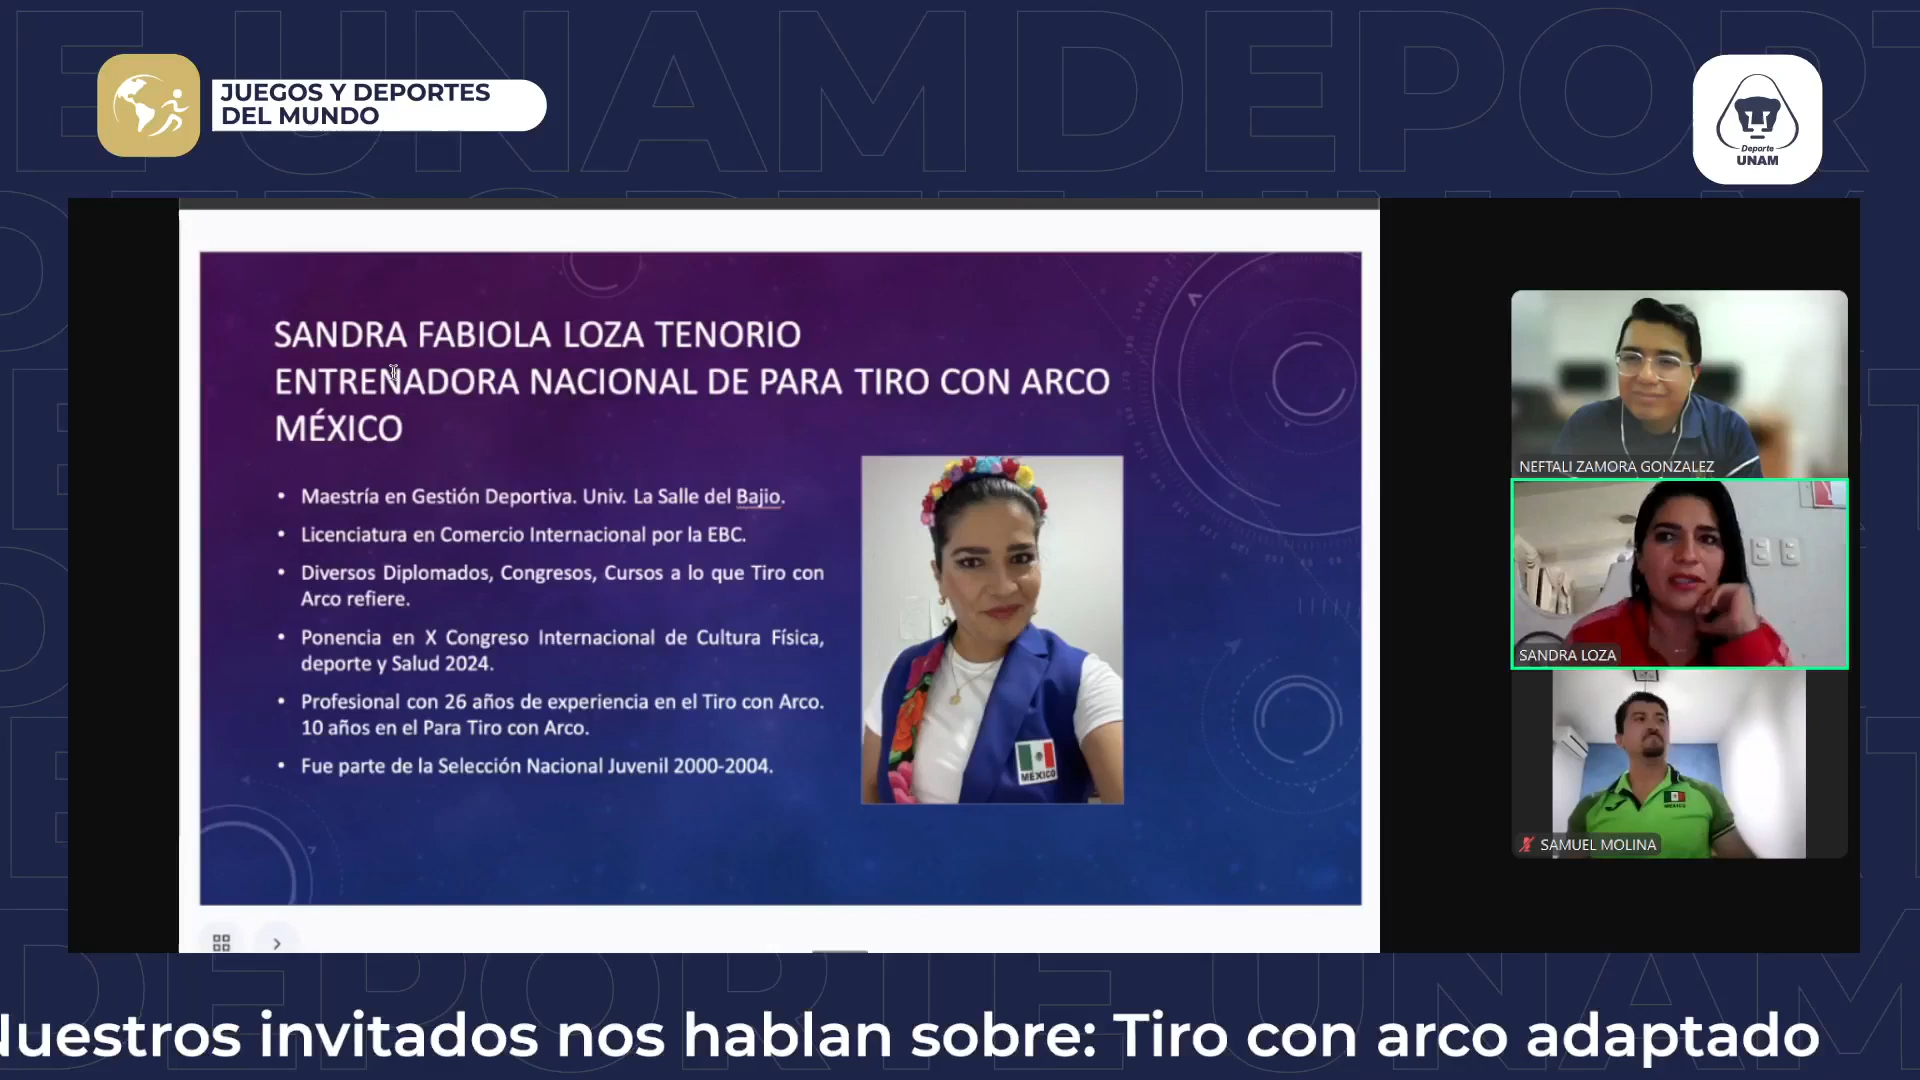 JUEGOS Y DEPORTES
DEL MUNDO
Deporte
UNAM
SANDRA FABIOLA LOZA TENORIO
ENTRENADORA NACIONAL DE PARA TIRO CON ARCO
MÉXICO
• Maestría en Gestión Deportiva. Univ. La Salle del Bajio.
• Licenciatura en Comercio Internacional por la EBC.
• Diversos Diplomados, Congresos, Cursos a lo que Tiro con
Arco refiere.
• Ponencia en X Congreso Internacional de Cultura Física,
deporte y Salud 2024.
• Profesional con 26 años de experiencia en el Tiro con Arco.
10 años en el Para Tiro con Arco.
• Fue parte de la Selección Nacional Juvenil 2000-2004.
MÉXICO
NEFTALI ZAMORA GONZALEZ
SANDRA LOZA
MÉXICO
SAMUEL MOLINA
Nuestros invitados nos hablan sobre: Tiro con arco adaptado